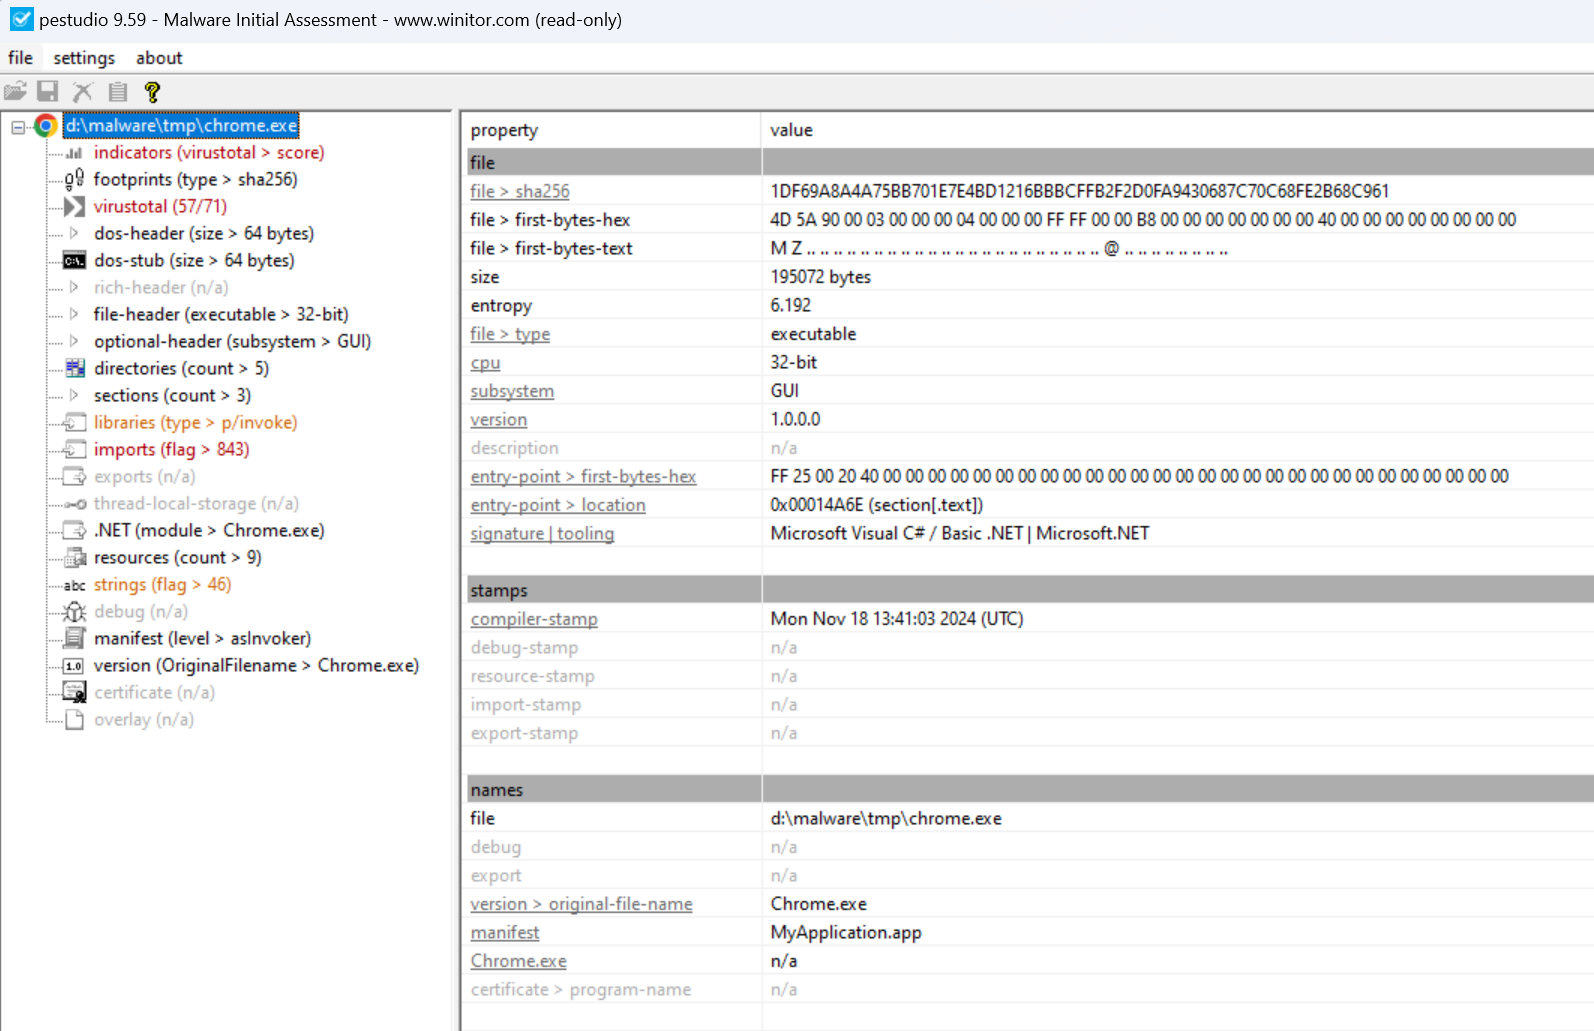 pestudio 9.59 - Malware Initial Assessment - www.winitor.com (read-only)
file settings about
d:\malware\tmp\chrome.exe
indicators (virustotal > score)
footprints (type > sha256)
virustotal (57/71)
dos-header (size > 64 bytes)
dos-stub (size > 64 bytes)
rich-header (n/a)
file-header (executable > 32-bit)
optional-header (subsystem > GUI)
directories (count > 5)
sections (count > 3)
libraries (type > p/invoke)
imports (flag > 843)
exports (n/a)
thread-local-storage (n/a)
.NET (module > Chrome.exe)
resources (count > 9)
abc strings (flag > 46)
debug (n/a)
manifest (level > asInvoker)
1.0 version (OriginalFilename > Chrome.exe)
certificate (n/a)
overlay (n/a)
property value
file
file > sha256 1DF69A8A4A75BB701E7E4BD1216BBBCFFB2F2D0FA9430687C70C68FE2B68C961
file > first-bytes-hex 4D 5A 90 00 03 00 00 00 04 00 00 00 FF FF 00 00 B8 00 00 00 00 00 00 00 40 00 00 00 00 00 00 00 00
file > first-bytes-text M Z .. .. .. .. .. .. .. .. .. .. .. .. .. .. .. .. .. .. .. .. .. .. @ .. .. .. .. .. .. .. ..
size 195072 bytes
entropy 6.192
file > type executable
cpu 32-bit
subsystem GUI
version 1.0.0.0
description n/a
entry-point > first-bytes-hex FF 25 00 20 40 00 00 00 00 00 00 00 00 00 00 00 00 00 00 00 00 00 00 00 00 00 00 00 00 00 00 00 00
entry-point > location 0x00014A6E (section[.text])
signature | tooling Microsoft Visual C# / Basic .NET | Microsoft.NET
stamps
compiler-stamp Mon Nov 18 13:41:03 2024 (UTC)
debug-stamp n/a
resource-stamp n/a
import-stamp n/a
export-stamp n/a
names
file d:\malware\tmp\chrome.exe
debug n/a
export n/a
version > original-file-name Chrome.exe
manifest MyApplication.app
Chrome.exe n/a
certificate > program-name n/a